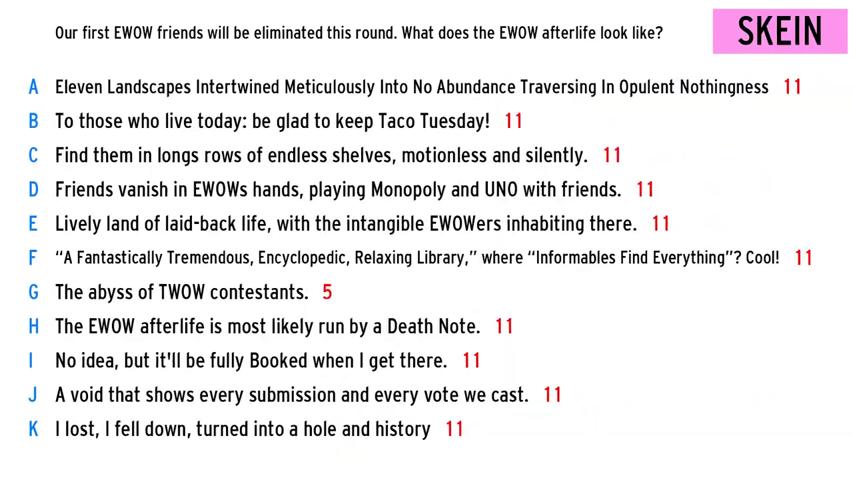 Our first EWOW friends will be eliminated this round. What does the EWOW afterlife look like?
SKEIN
A Eleven Landscapes Intertwined Meticulously Into No Abundance Traversing In Opulent Nothingness 11
B To those who live today: be glad to keep Taco Tuesday! 11
C Find them in longs rows of endless shelves, motionless and silently. 11
D Friends vanish in EWOWs hands, playing Monopoly and UNO with friends. 11
E Lively land of laid-back life, with the intangible EWOWers inhabiting there. 11
F “A Fantastically Tremendous, Encyclopedic, Relaxing Library,” where “Informables Find Everything”? Cool! 11
G The abyss of TWOW contestants. 5
H The EWOW afterlife is most likely run by a Death Note. 11
I No idea, but it'll be fully Booked when I get there. 11
J A void that shows every submission and every vote we cast. 11
K I lost, I fell down, turned into a hole and history 11